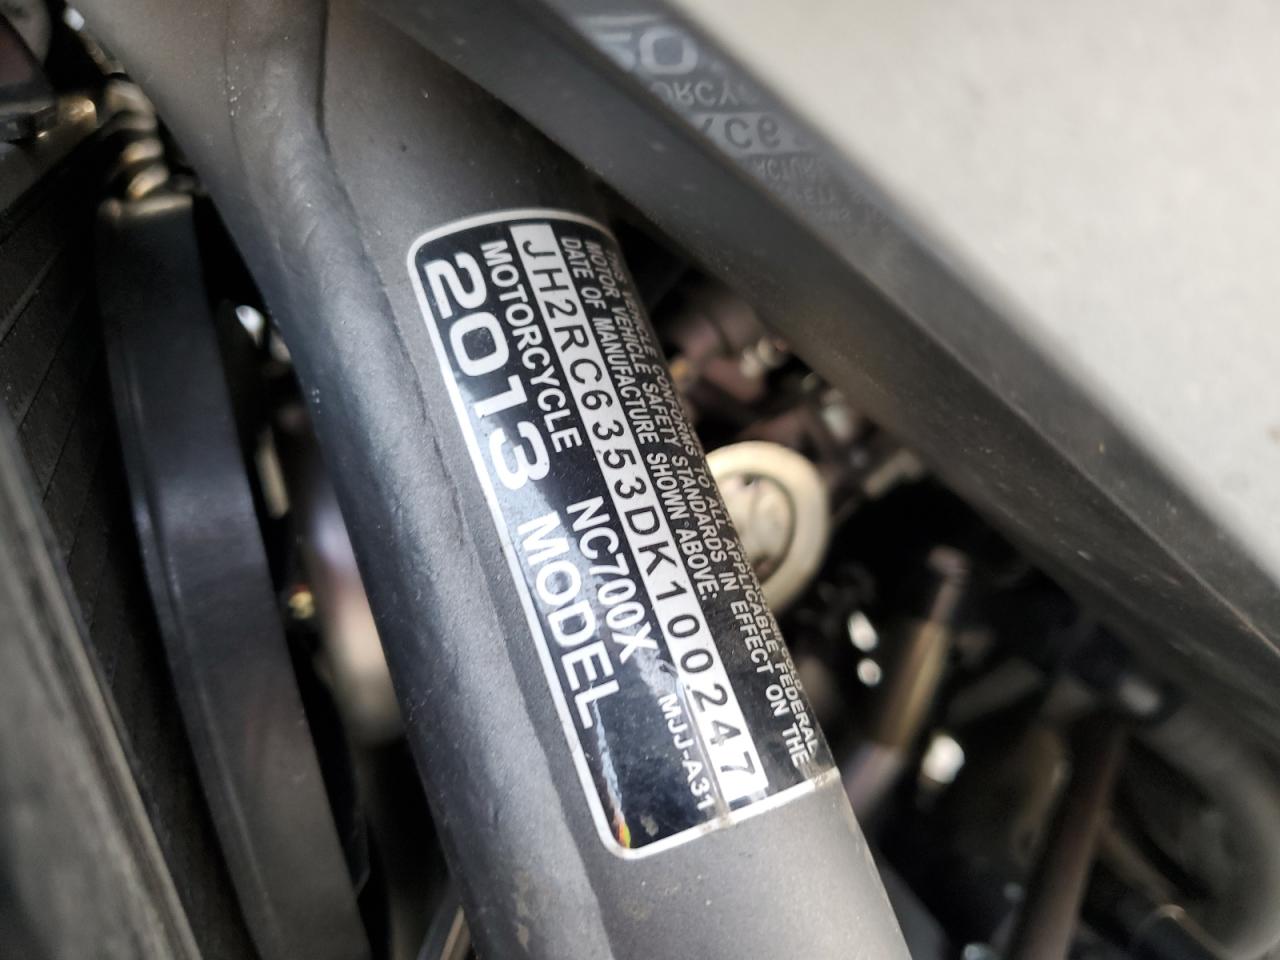 THIS VEHICLE CONFORMS TO ALL APPLICABLE FEDERAL
MOTOR VEHICLE SAFETY STANDARDS IN EFFECT ON THE
DATE OF MANUFACTURE SHOWN ABOVE:
JH2RC6353DK100247
MOTORCYCLE NC700X MJJ-A31
2013 MODEL